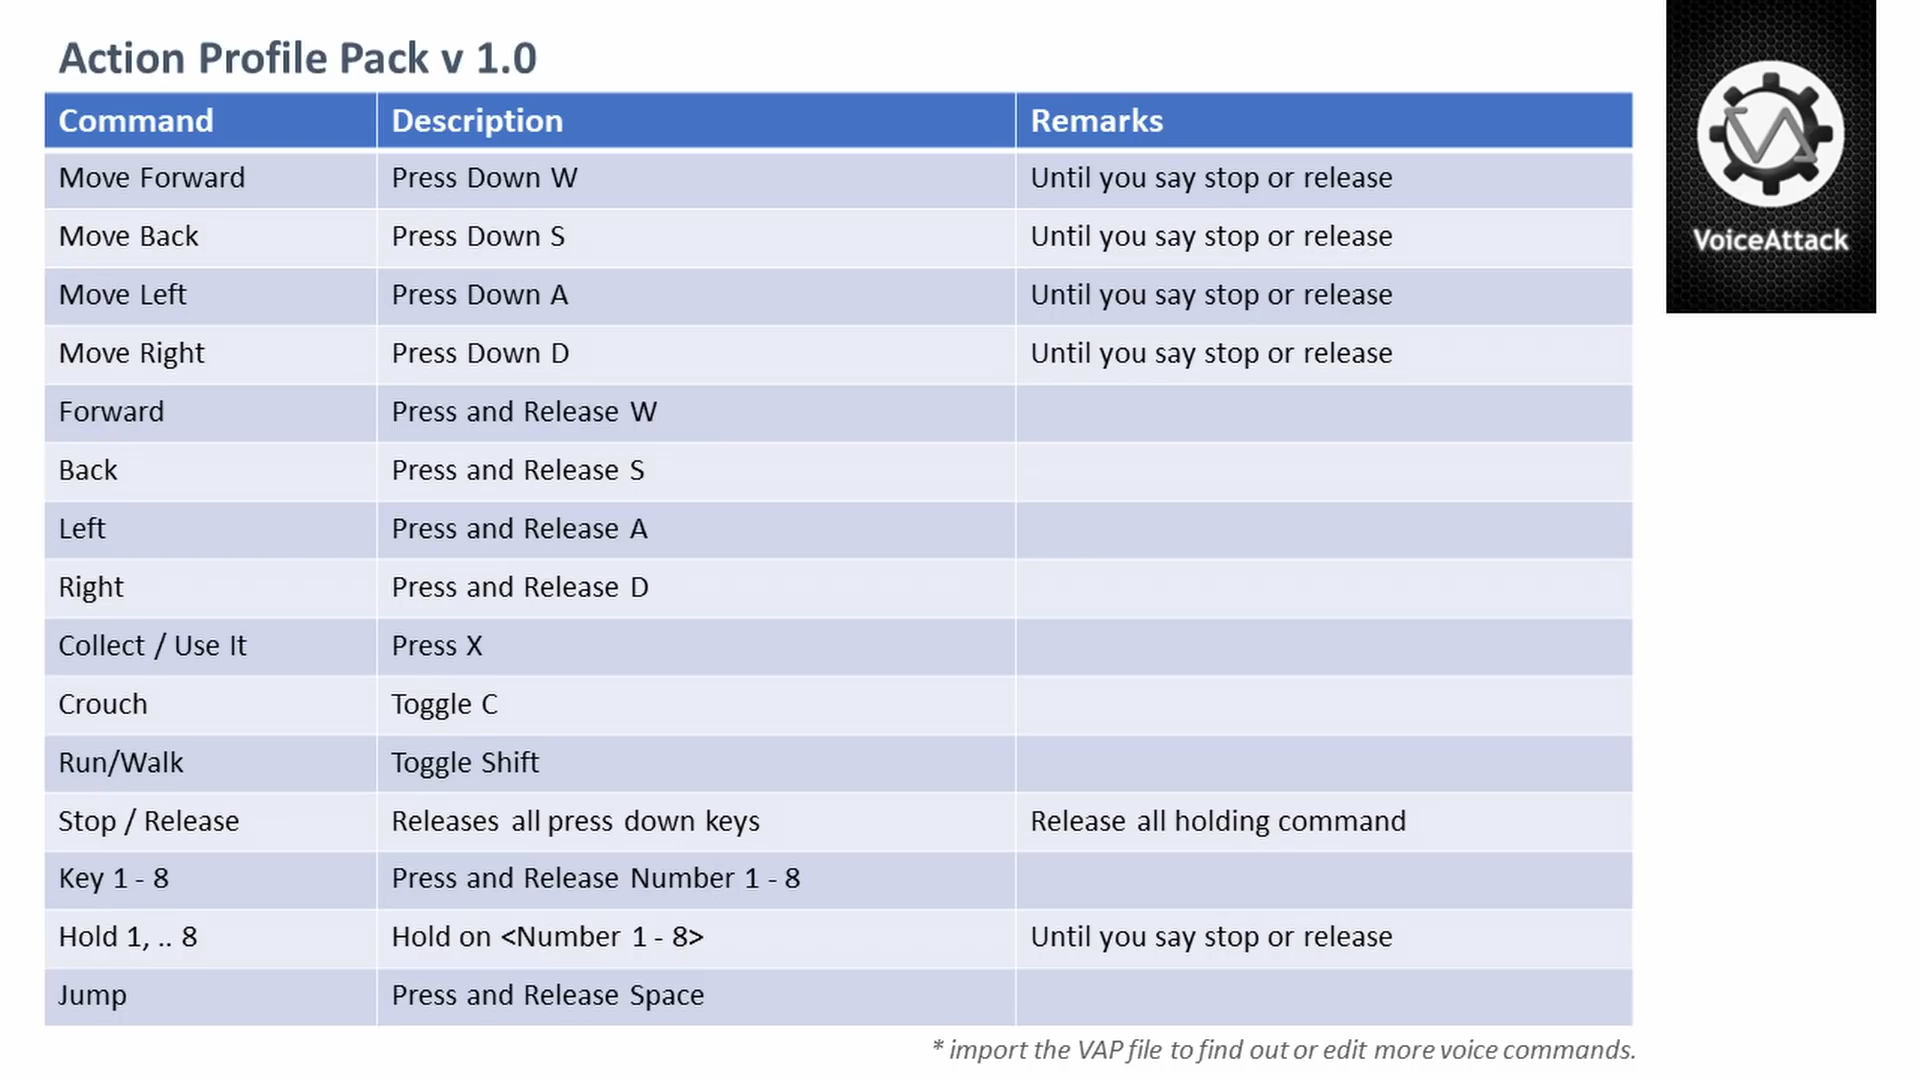 Action Profile Pack v 1.0
Command Description Remarks
Move Forward Press Down W Until you say stop or release
Move Back Press Down S Until you say stop or release
Move Left Press Down A Until you say stop or release
Move Right Press Down D Until you say stop or release
Forward Press and Release W
Back Press and Release S
Left Press and Release A
Right Press and Release D
Collect / Use It Press X
Crouch Toggle C
Run/Walk Toggle Shift
Stop / Release Releases all press down keys Release all holding command
Key 1 - 8 Press and Release Number 1 - 8
Hold 1, .. 8 Hold on <Number 1 - 8> Until you say stop or release
Jump Press and Release Space
* import the VAP file to find out or edit more voice commands.
VA
VoiceAttack